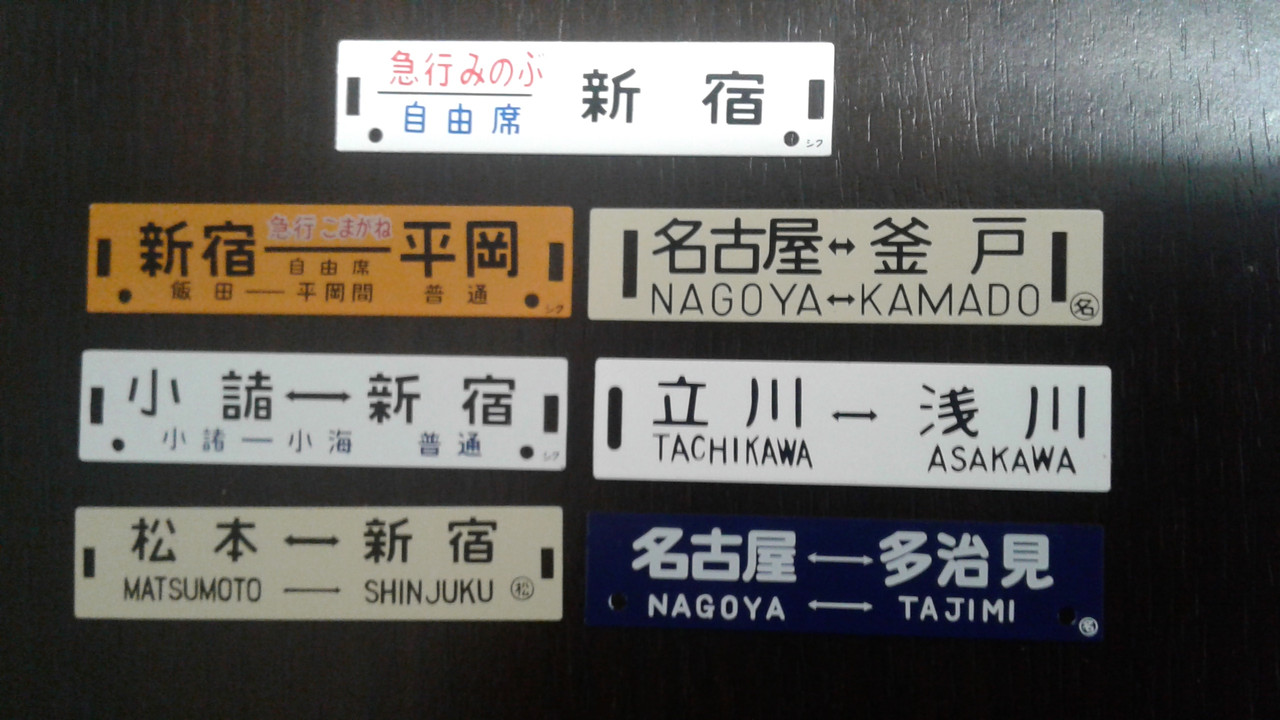 急行みのぶ 新宿
自由席
シク
新宿 急行こまがね 平岡
自由席
飯田──平岡間 普通
シク
名古屋↔釜戸
NAGOYA↔KAMADO 名
小諸↔新宿
小諸─小海 普通
シク
立川↔浅川
TACHIKAWA ASAKAWA
松本↔新宿
MATSUMOTO ── SHINJUKU 松
名古屋↔多治見
NAGOYA ↔ TAJIMI 名